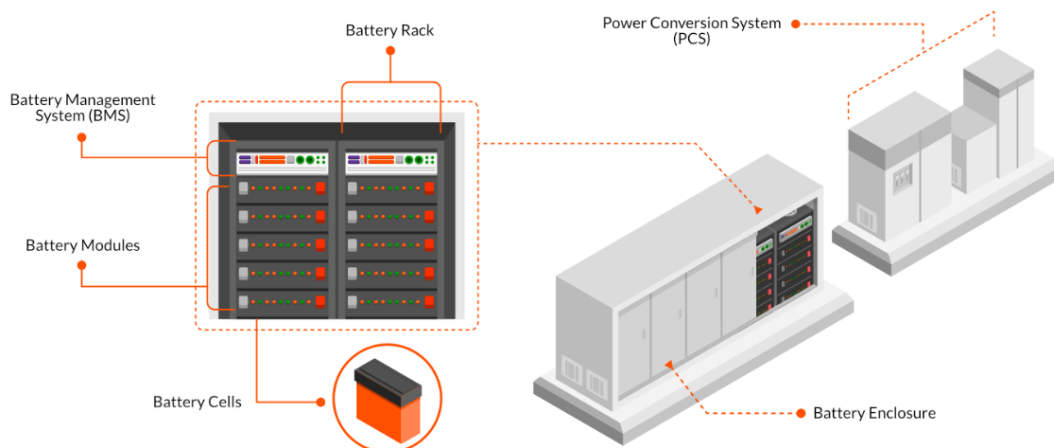 Battery Rack
Power Conversion System
(PCS)
Battery Management
System (BMS)
Battery Modules
Battery Cells
Battery Enclosure